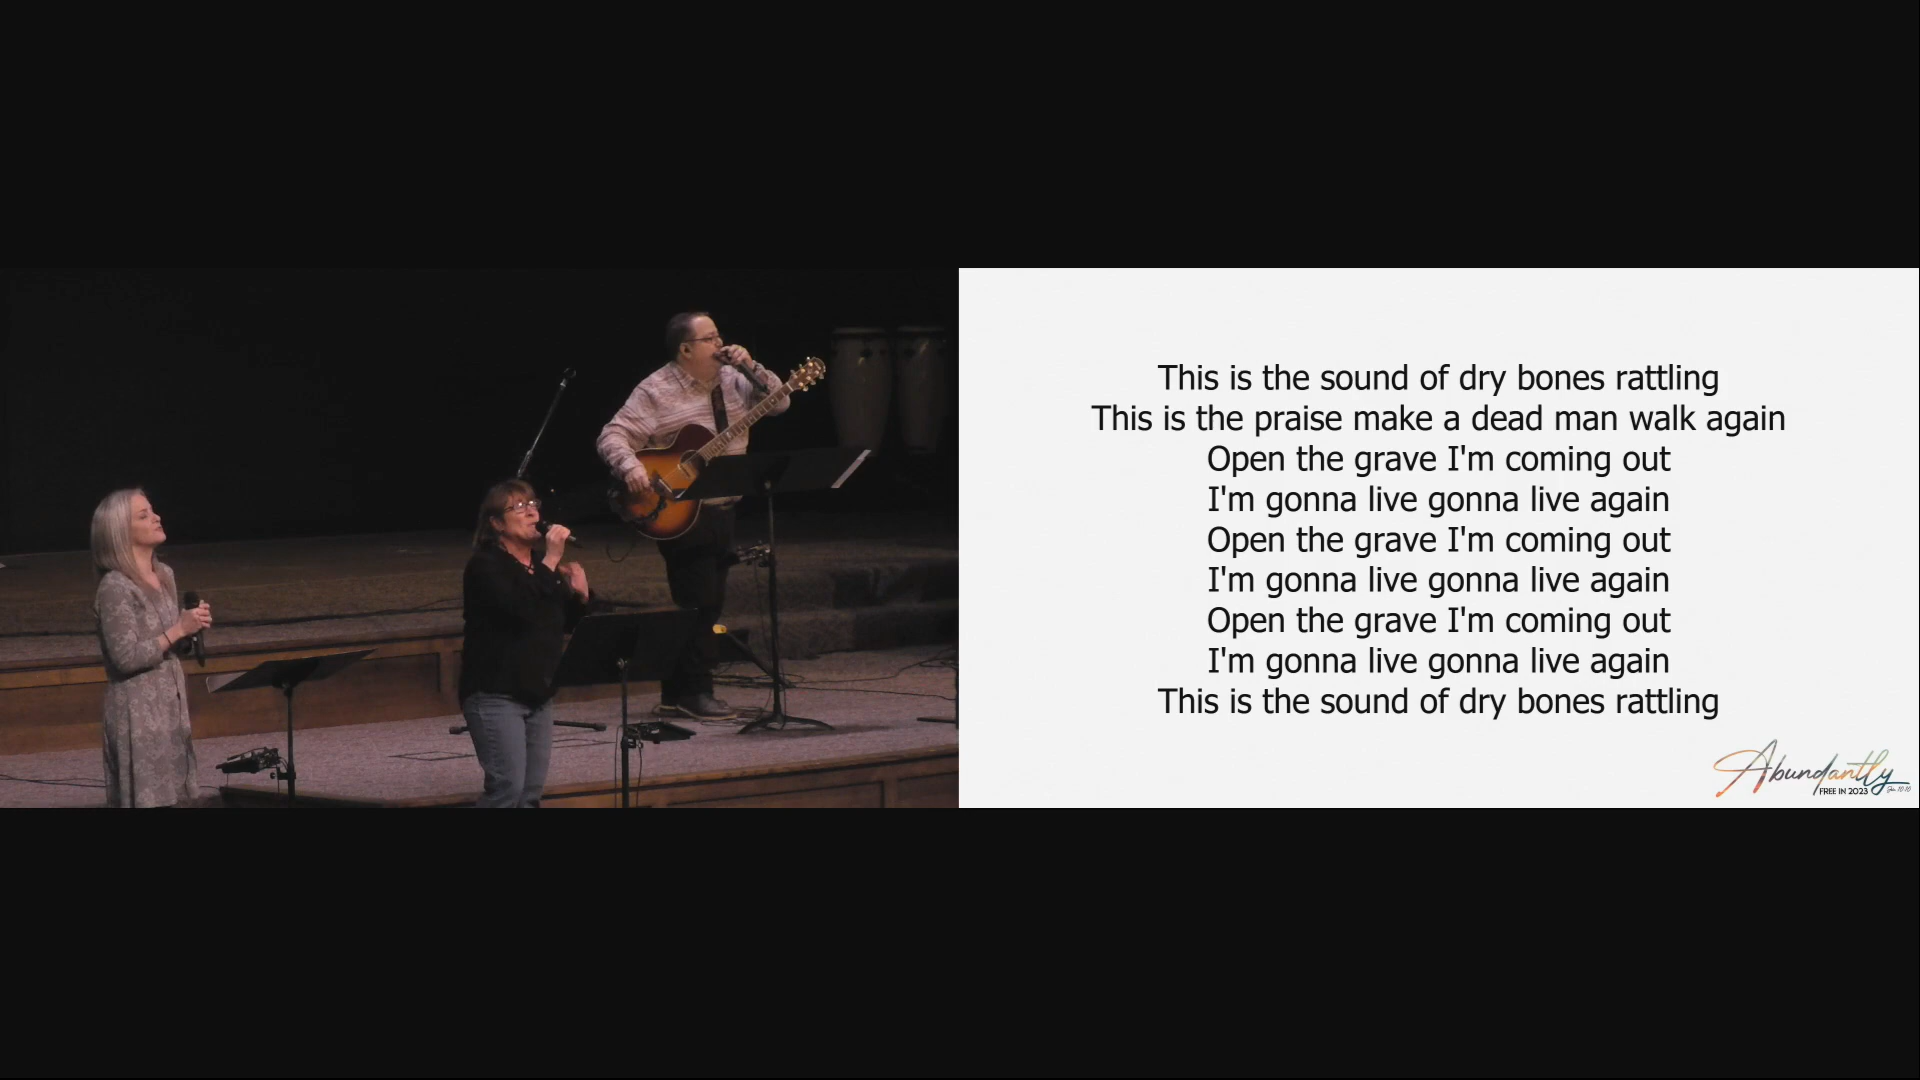 This is the sound of dry bones rattling
This is the praise make a dead man walk again
Open the grave I'm coming out
I'm gonna live gonna live again
Open the grave I'm coming out
I'm gonna live gonna live again
Open the grave I'm coming out
I'm gonna live gonna live again
This is the sound of dry bones rattling
Abundantly
FREE IN 2023